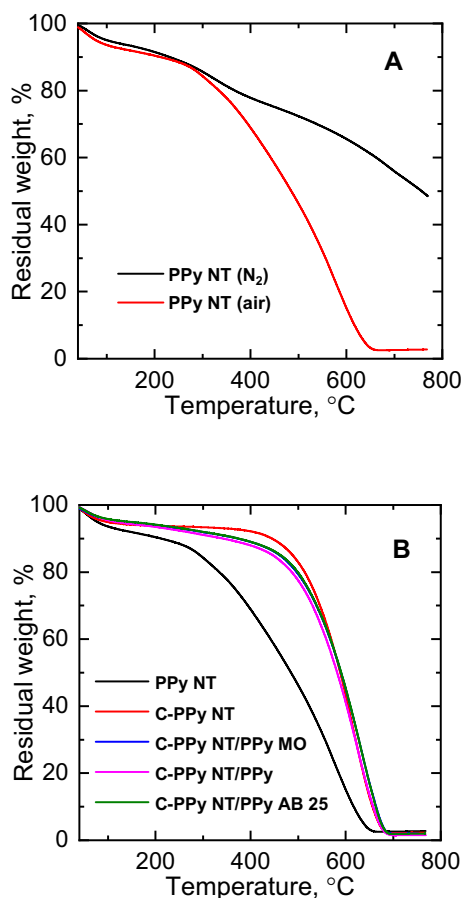 100
80
60
40
20
0
Residual weight, %
A
PPy NT (N₂)
PPy NT (air)
200
400
600
800
Temperature, °C
100
80
60
40
20
0
Residual weight, %
B
PPy NT
C-PPy NT
C-PPy NT/PPy MO
C-PPy NT/PPy
C-PPy NT/PPy AB 25
200
400
600
800
Temperature, °C